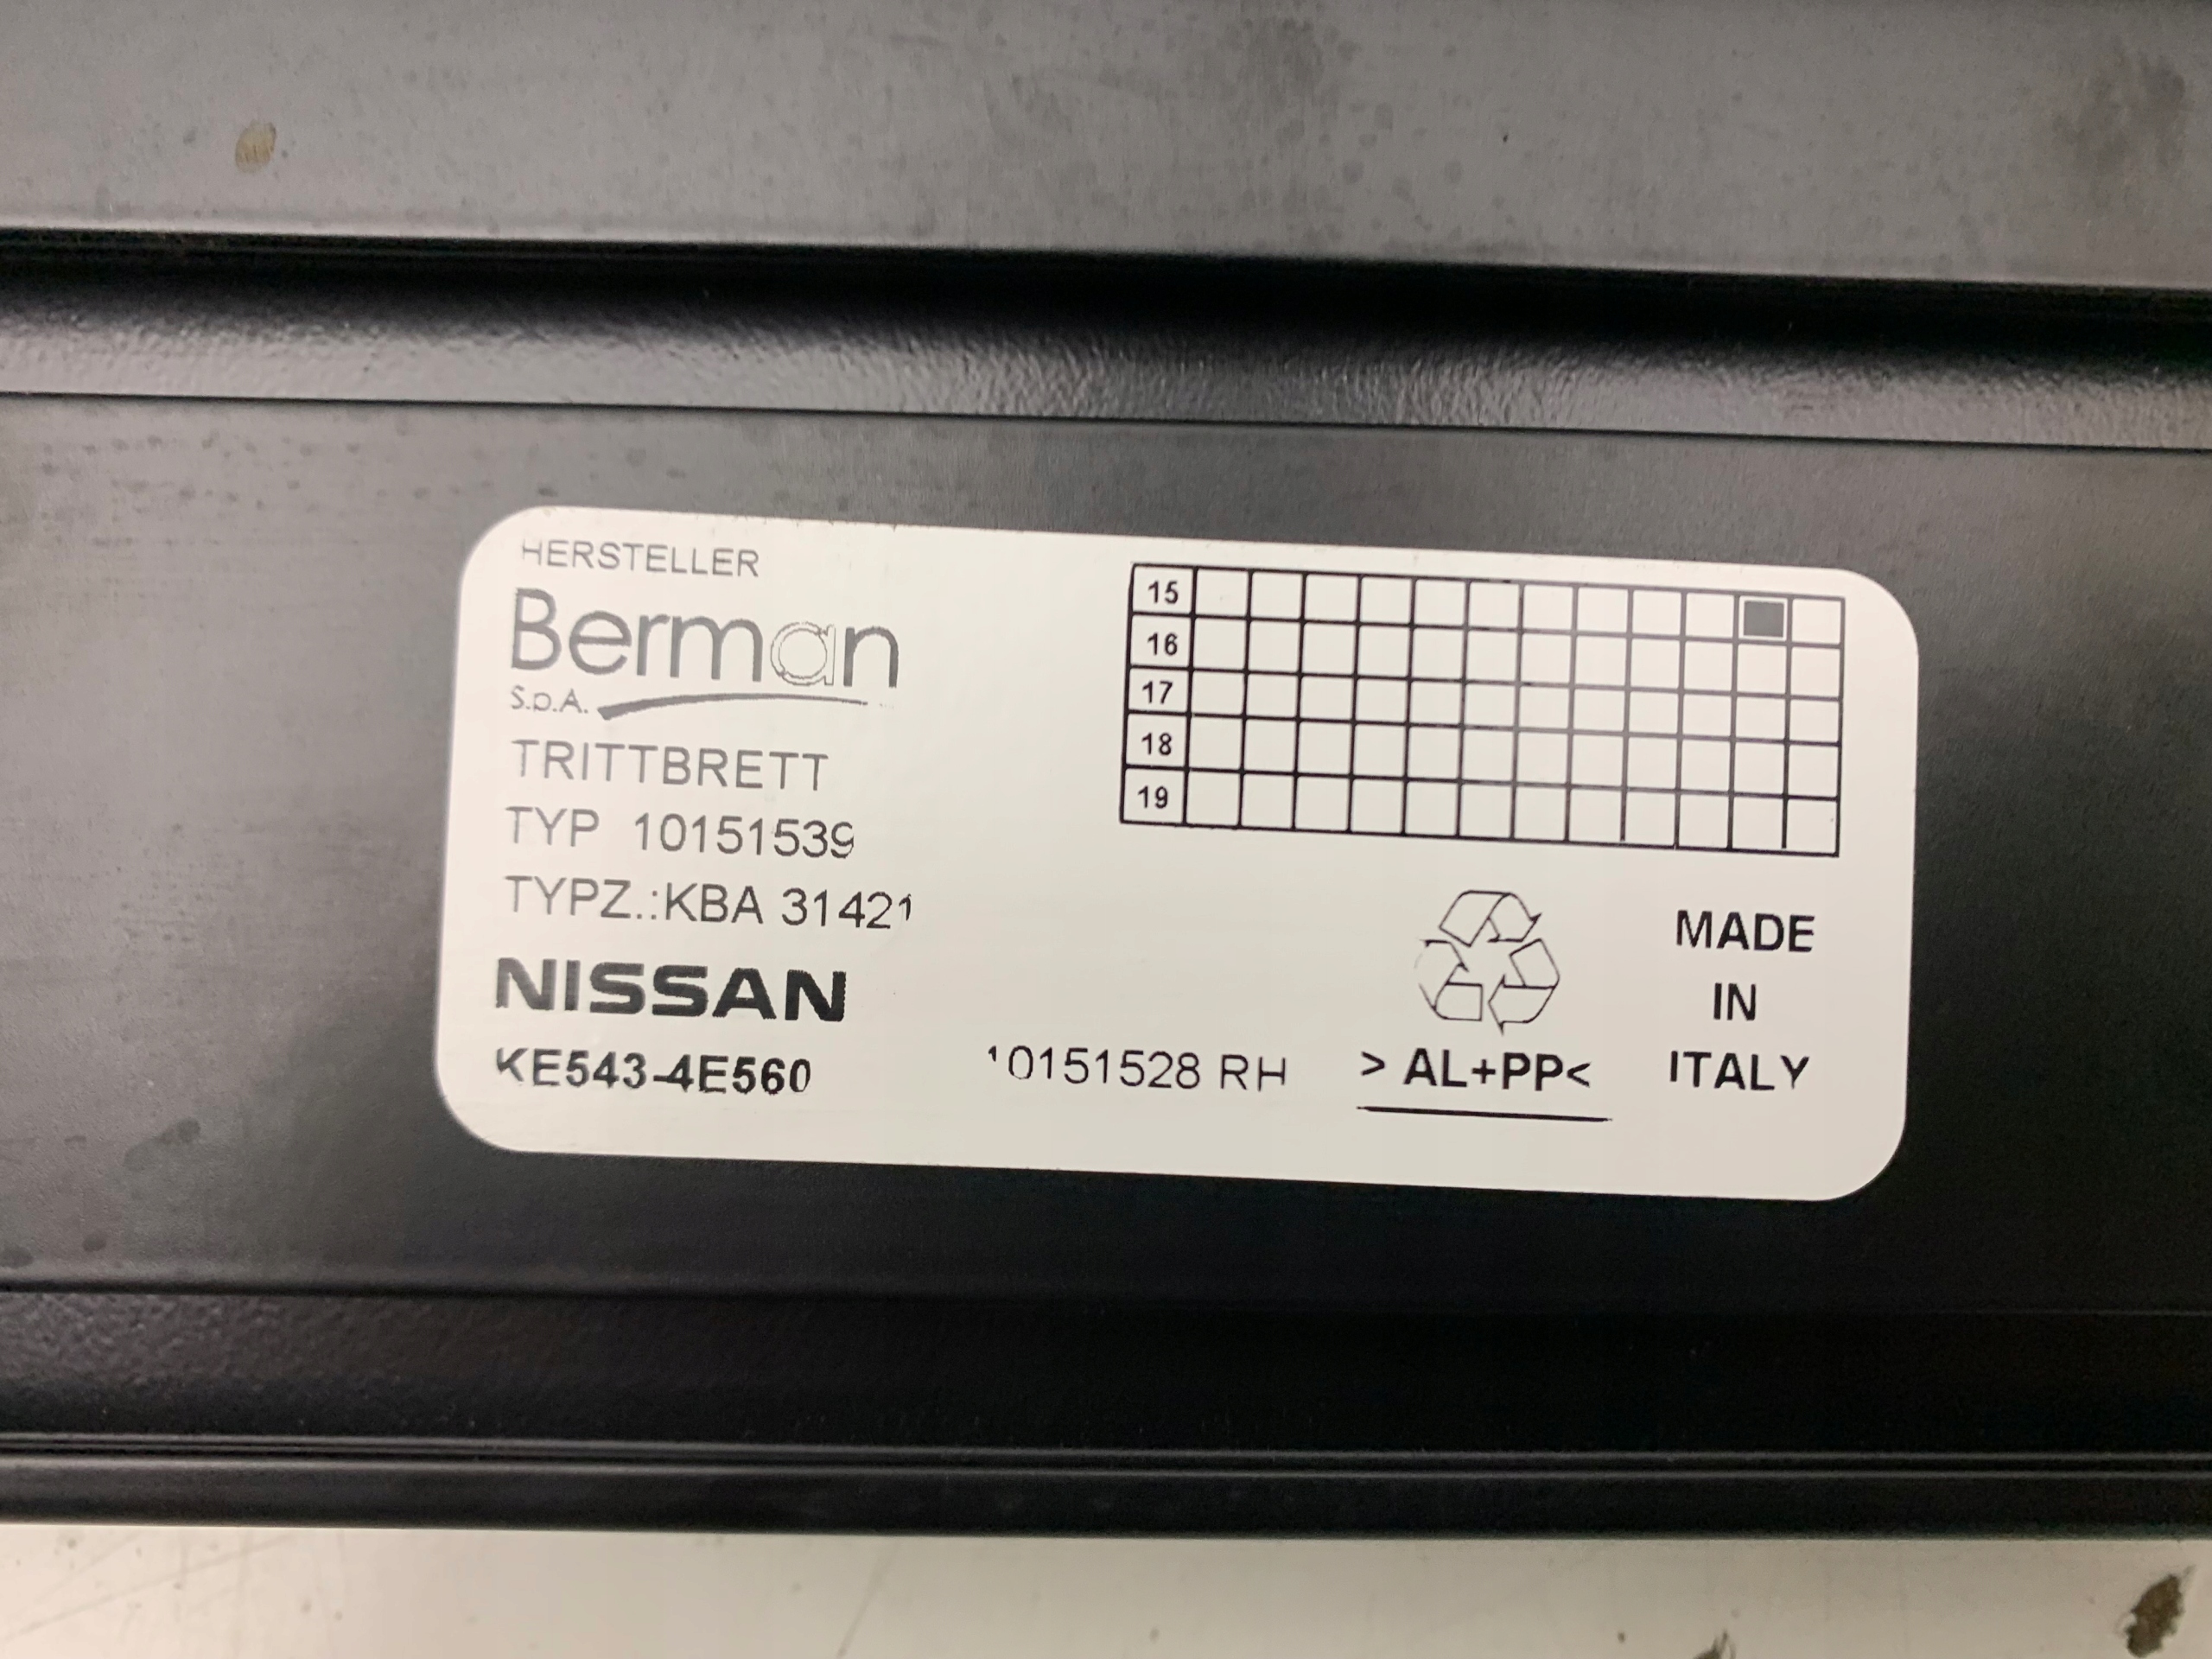 HERSTELLER
Berman
S.p.A.
TRITTBRETT
TYP 10151539
TYPZ.:KBA 31421
NISSAN
KE543-4E560
15
16
17
18
19
10151528 RH
> AL+PP<
MADE
IN
ITALY